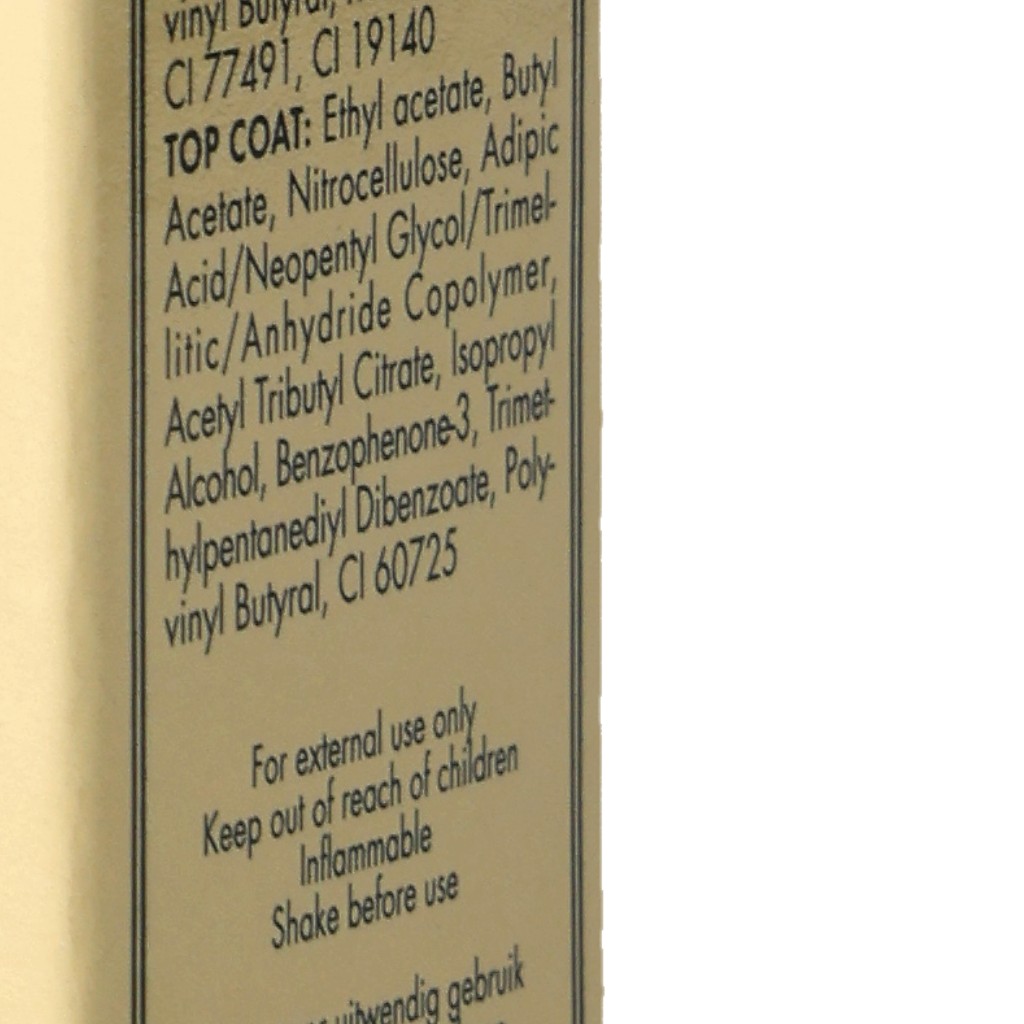 vinyl Butyral,
CI 77491, CI 19140
TOP COAT: Ethyl acetate, Butyl
Acetate, Nitrocellulose, Adipic
Acid/Neopentyl Glycol/Trimel-
litic/Anhydride Copolymer,
Acetyl Tributyl Citrate, Isopropyl
Alcohol, Benzophenone-3, Trimet-
hylpentanediyl Dibenzoate, Poly-
vinyl Butyral, CI 60725
For external use only
Keep out of reach of children
Inflammable
Shake before use
uitwendig gebruik